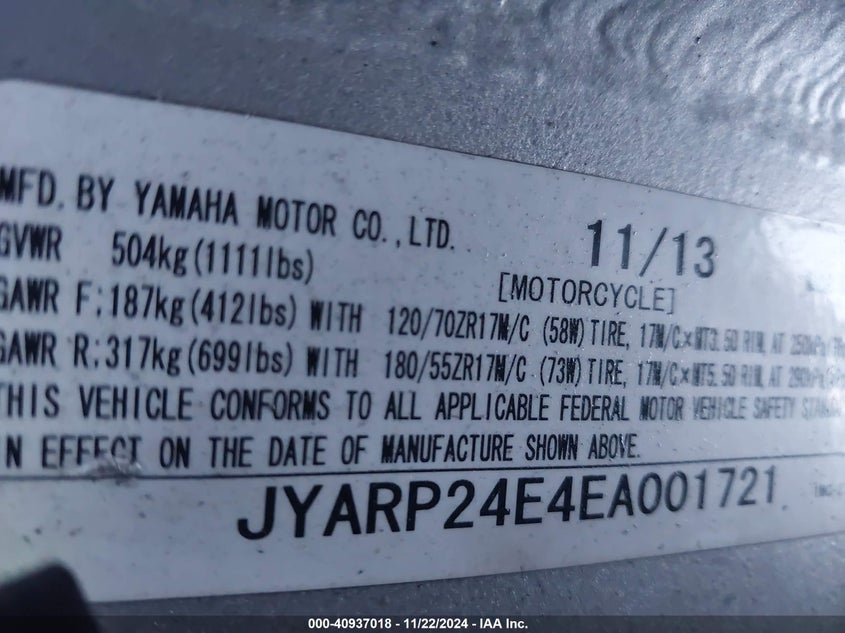 MFD. BY YAMAHA MOTOR CO.,LTD. 11/13
GVWR 504kg(1111lbs) [MOTORCYCLE]
GAWR F:187kg(412lbs) WITH 120/70ZR17M/C (58W) TIRE, 17M/C×MT3.50 RIM, AT 250
GAWR R:317kg(699lbs) WITH 180/55ZR17M/C (73W) TIRE, 17M/C×MT5.50 RIM, AT 290
THIS VEHICLE CONFORMS TO ALL APPLICABLE FEDERAL MOTOR VEHICLE SAFETY
IN EFFECT ON THE DATE OF MANUFACTURE SHOWN ABOVE.
JYARP24E4EA001721
000-40937018 - 11/22/2024 - IAA Inc.